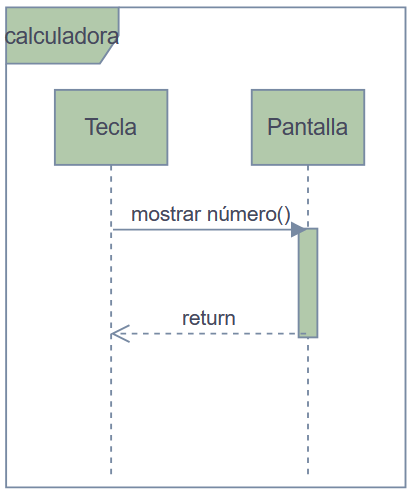 calculadora
Tecla
Pantalla
mostrar número()
return